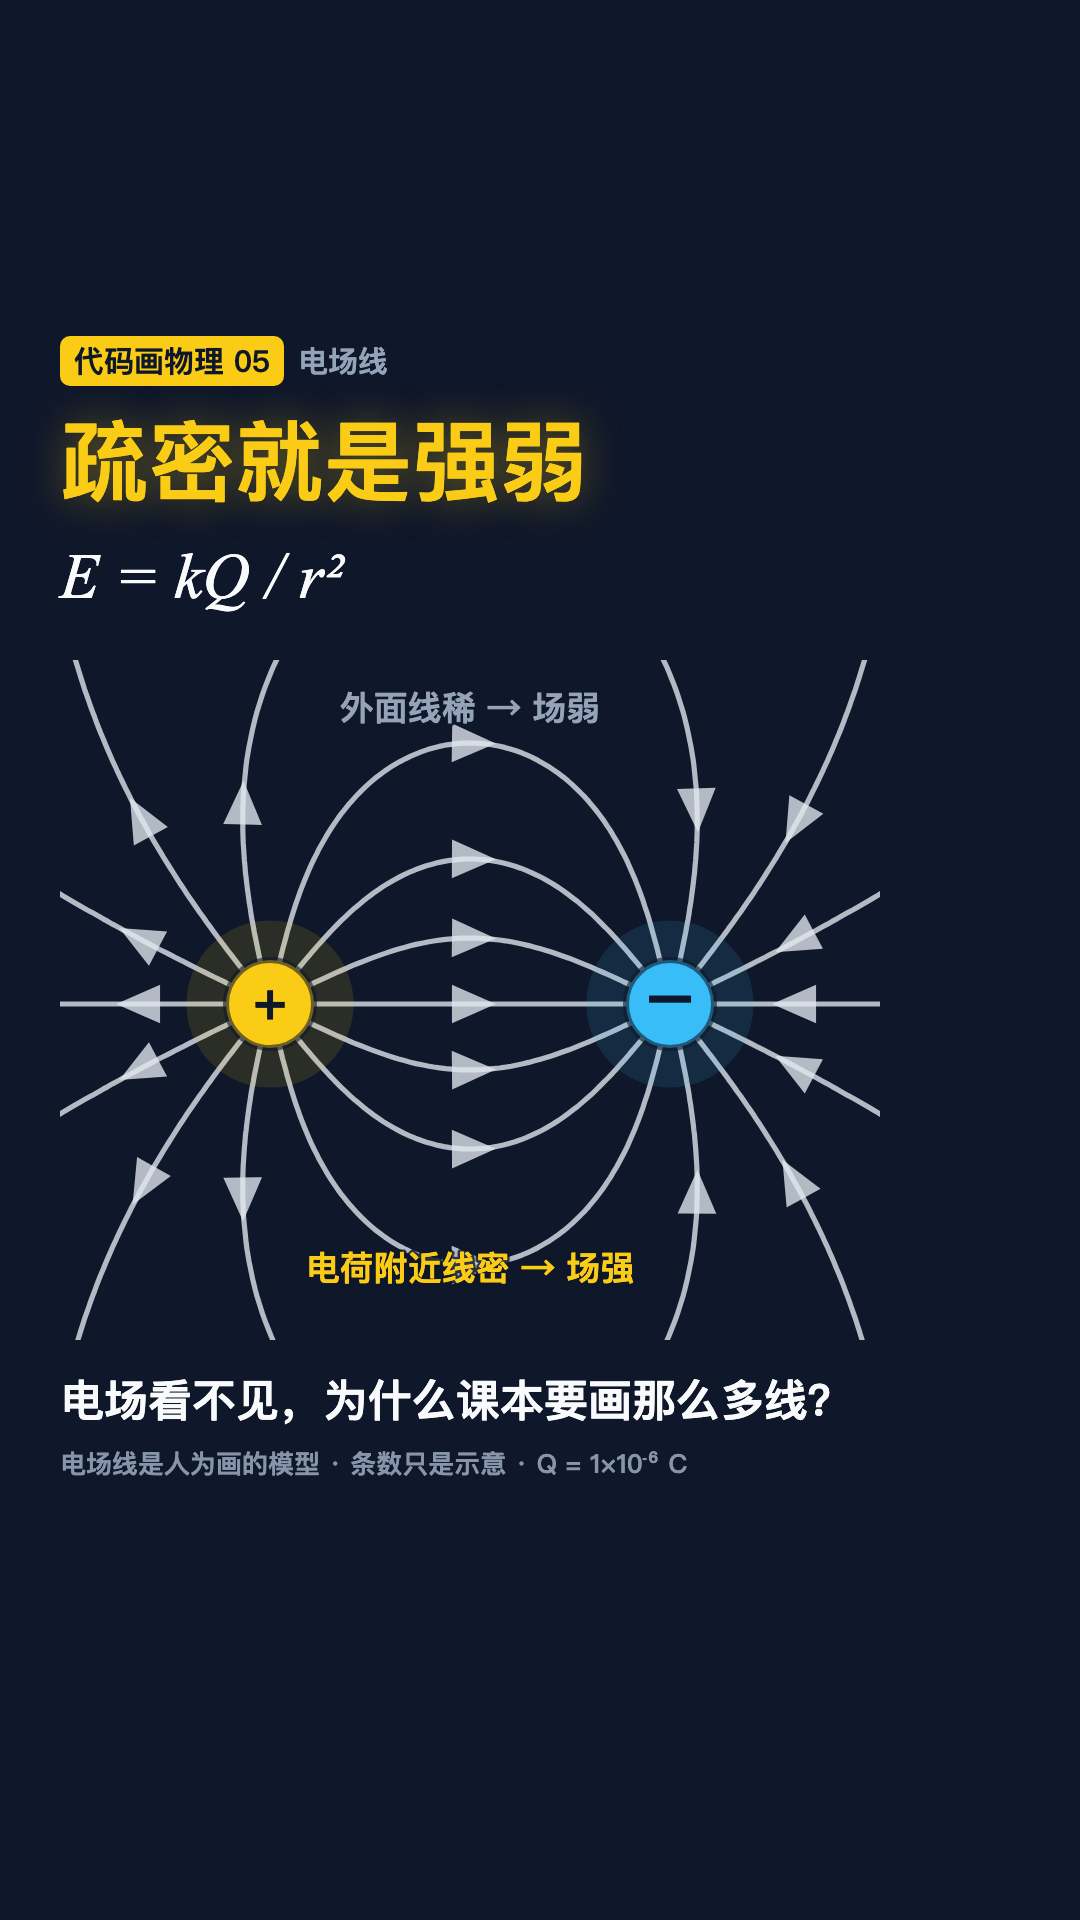 代码画物理 05 电场线
疏密就是强弱
E = kQ / r²
外面线稀 → 场弱
+ −
电荷附近线密 → 场强
电场看不见，为什么课本要画那么多线？
电场线是人为画的模型 · 条数只是示意 · Q = 1×10⁻⁶ C